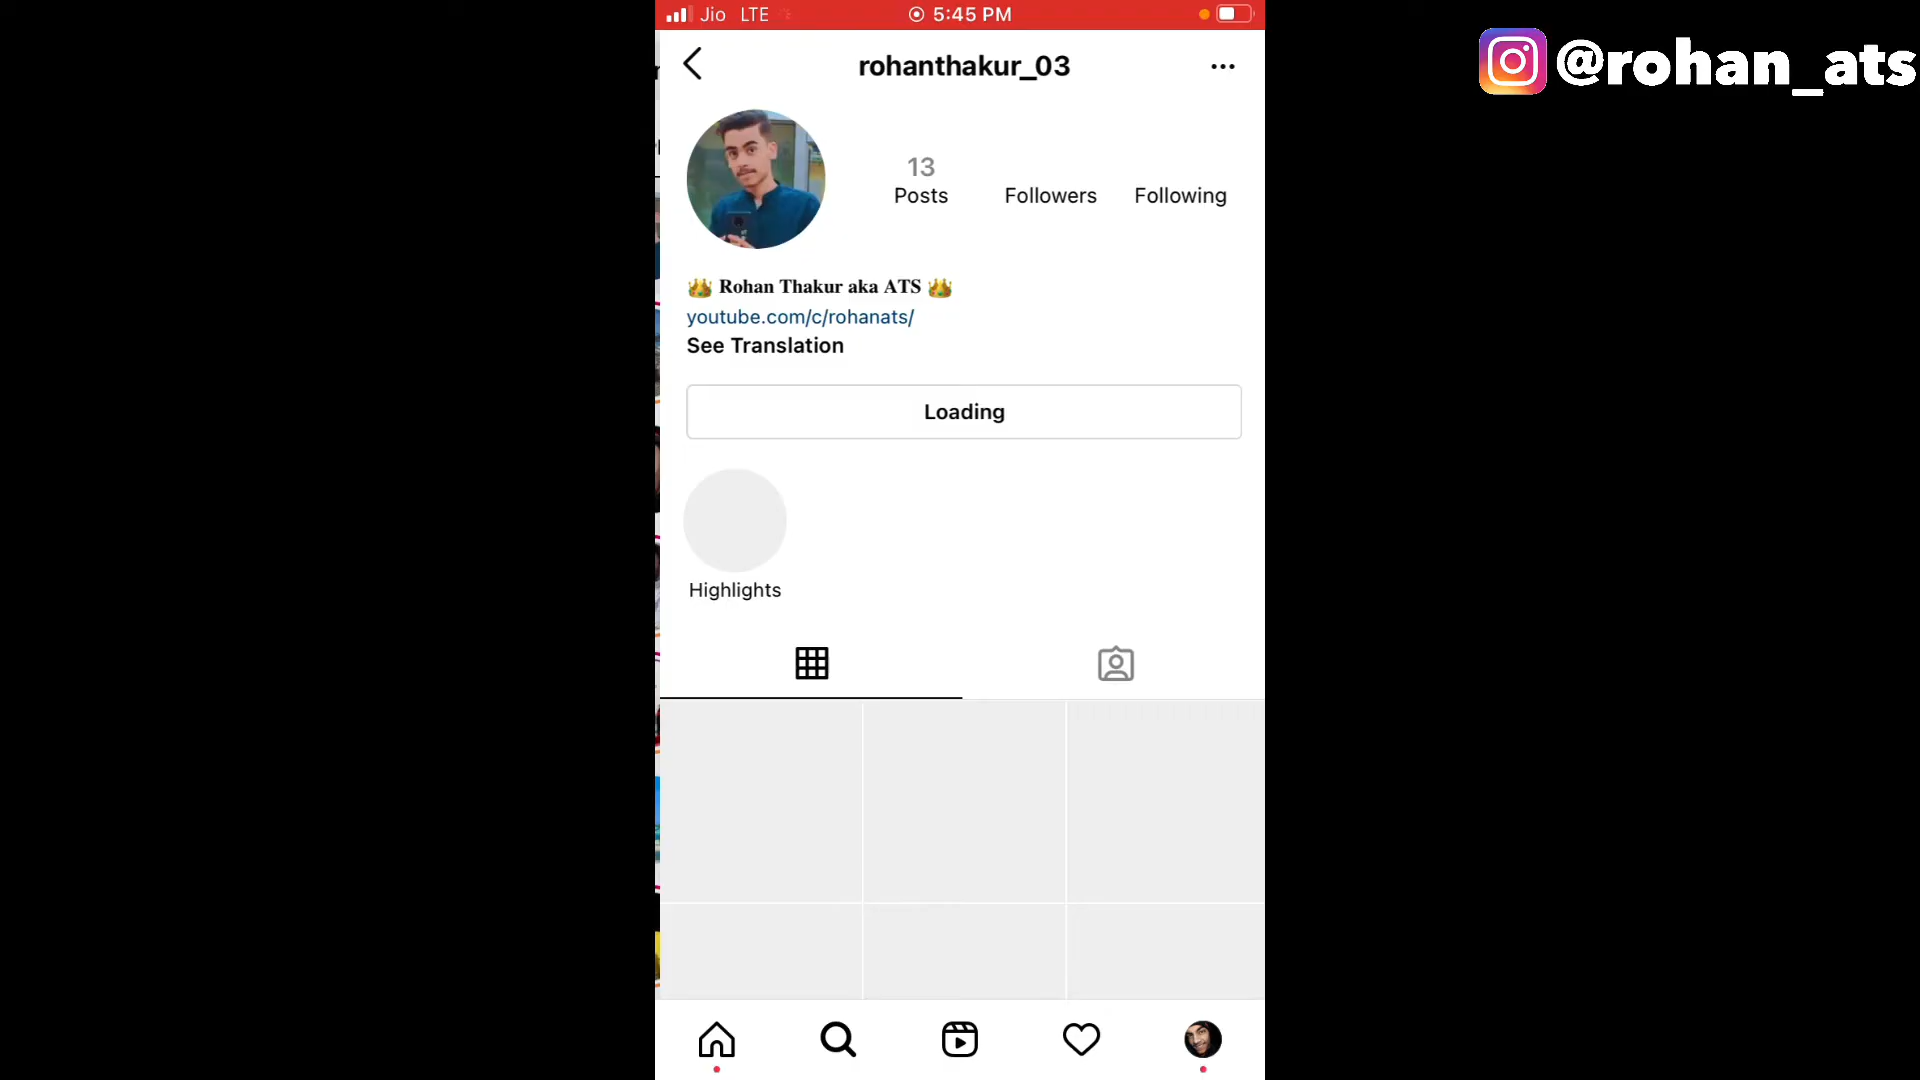 Jio LTE 5:45 PM
@rohan_ats
rohanthakur_03
13
Posts Followers Following
👑 Rohan Thakur aka ATS 👑
youtube.com/c/rohanats/
See Translation
Loading
Highlights